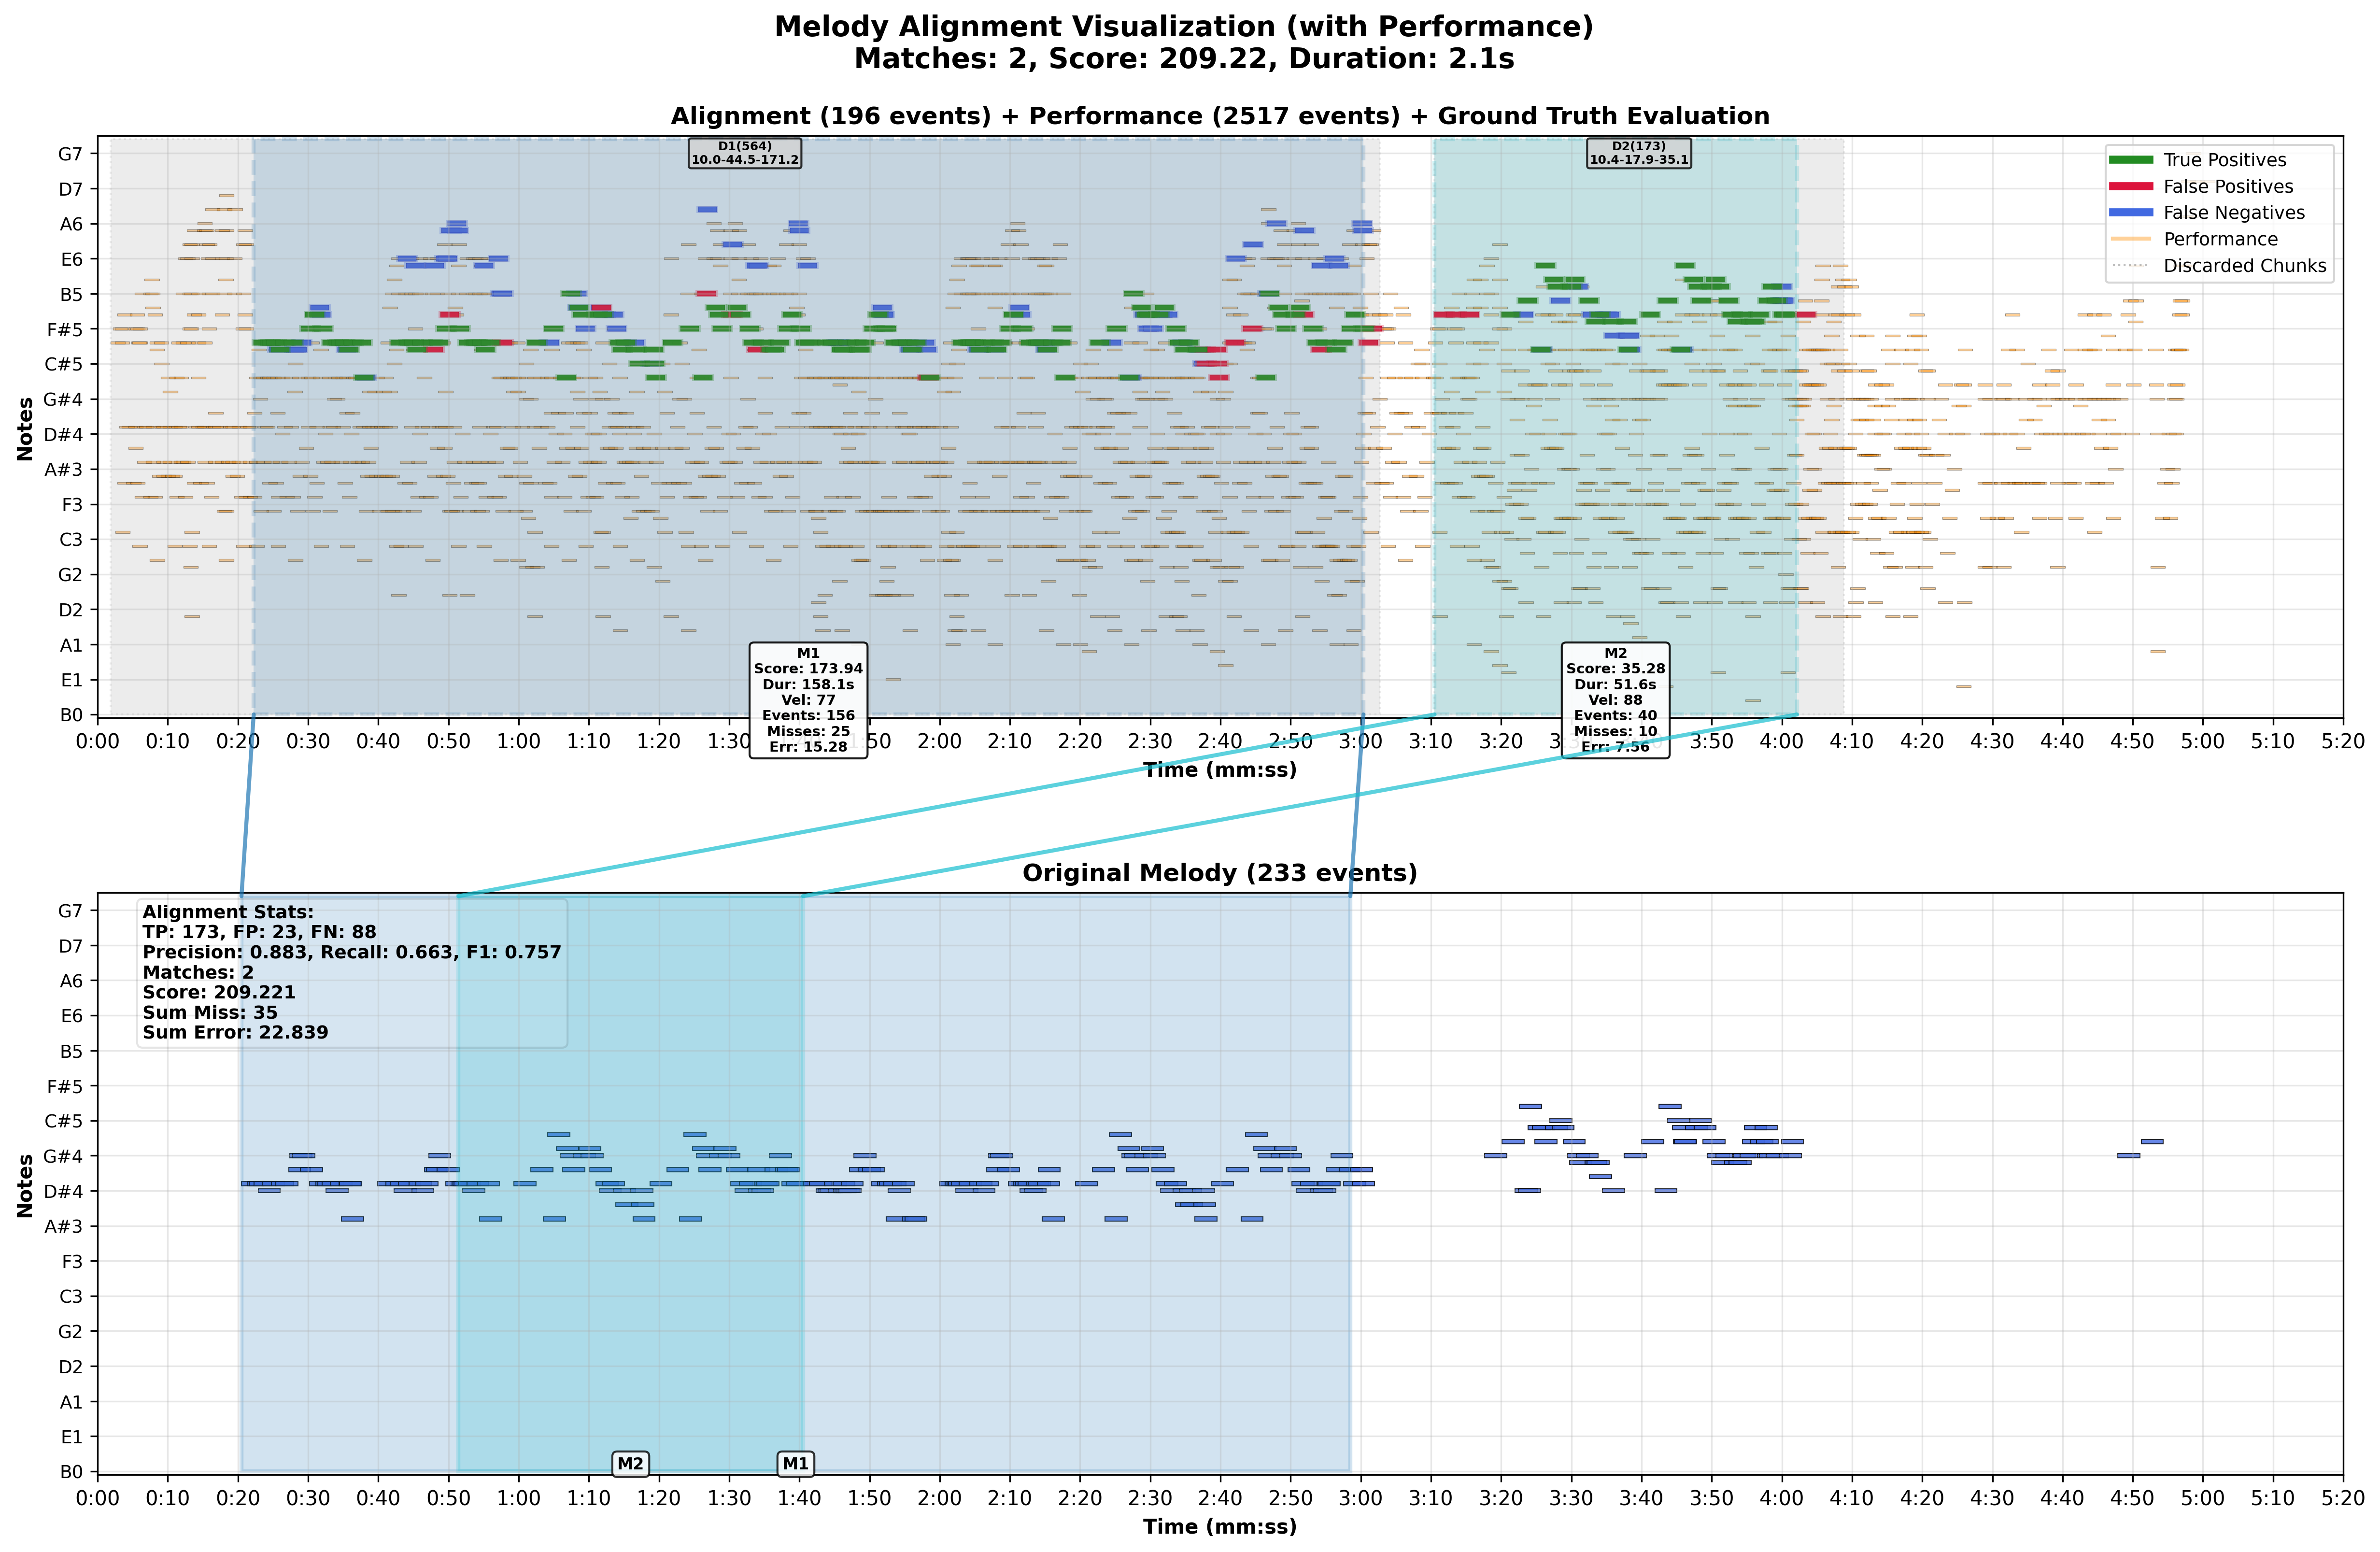 Melody Alignment Visualization (with Performance)
Matches: 2, Score: 209.22, Duration: 2.1s
Alignment (196 events) + Performance (2517 events) + Ground Truth Evaluation
D1(564)
10.0-44.5-171.2
D2(173)
10.4-17.9-35.1
True Positives
False Positives
False Negatives
Performance
Discarded Chunks
Notes
G7
D7
A6
E6
B5
F#5
C#5
G#4
D#4
A#3
F3
C3
G2
D2
A1
E1
B0
M1
Score: 173.94
Dur: 158.1s
Vel: 77
Events: 156
Misses: 25
Err: 15.28
M2
Score: 35.28
Dur: 51.6s
Vel: 88
Events: 40
Misses: 10
Err: 7.56
0:00 0:10 0:20 0:30 0:40 0:50 1:00 1:10 1:20 1:30 1:50 2:00 2:10 2:20 2:30 2:40 2:50 3:00 3:10 3:20 3:50 4:00 4:10 4:20 4:30 4:40 4:50 5:00 5:10 5:20
Time (mm:ss)
Original Melody (233 events)
Alignment Stats:
TP: 173, FP: 23, FN: 88
Precision: 0.883, Recall: 0.663, F1: 0.757
Matches: 2
Score: 209.221
Sum Miss: 35
Sum Error: 22.839
Notes
G7
D7
A6
E6
B5
F#5
C#5
G#4
D#4
A#3
F3
C3
G2
D2
A1
E1
B0
M2
M1
0:00 0:10 0:20 0:30 0:40 0:50 1:00 1:10 1:20 1:30 1:40 1:50 2:00 2:10 2:20 2:30 2:40 2:50 3:00 3:10 3:20 3:30 3:40 3:50 4:00 4:10 4:20 4:30 4:40 4:50 5:00 5:10 5:20
Time (mm:ss)